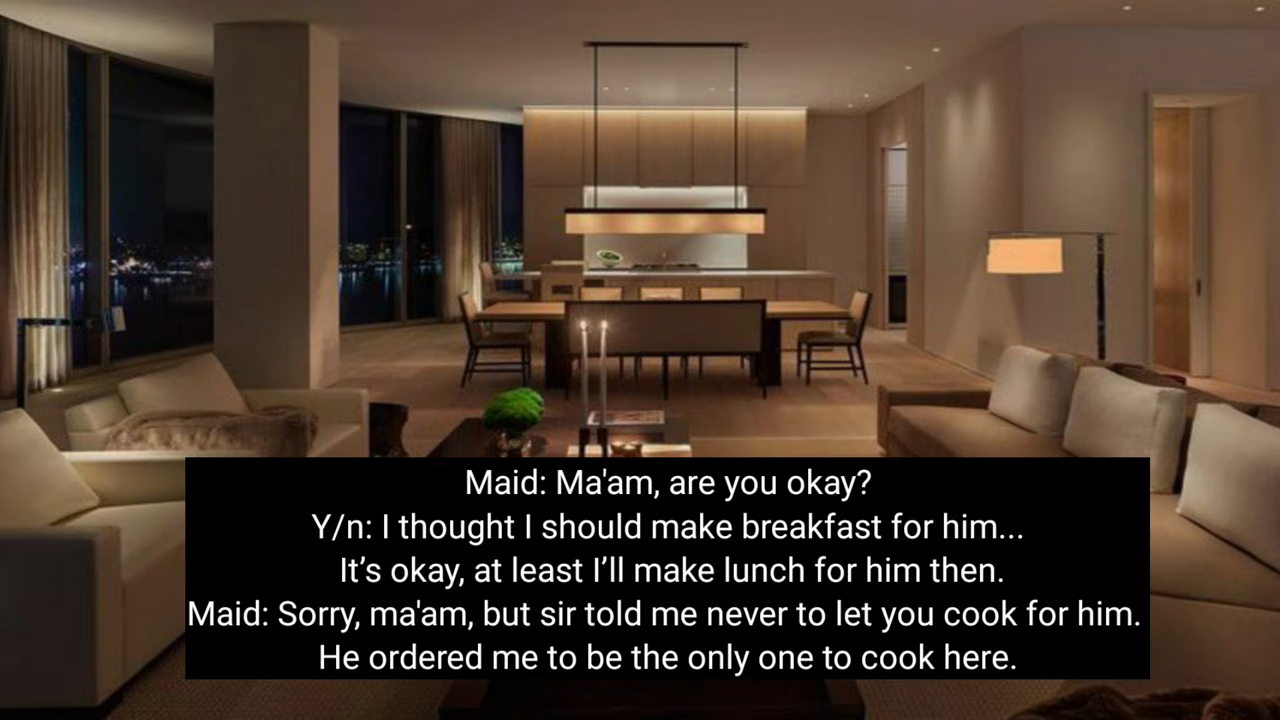 Maid: Ma'am, are you okay?
Y/n: I thought I should make breakfast for him...
It’s okay, at least I’ll make lunch for him then.
Maid: Sorry, ma'am, but sir told me never to let you cook for him.
He ordered me to be the only one to cook here.